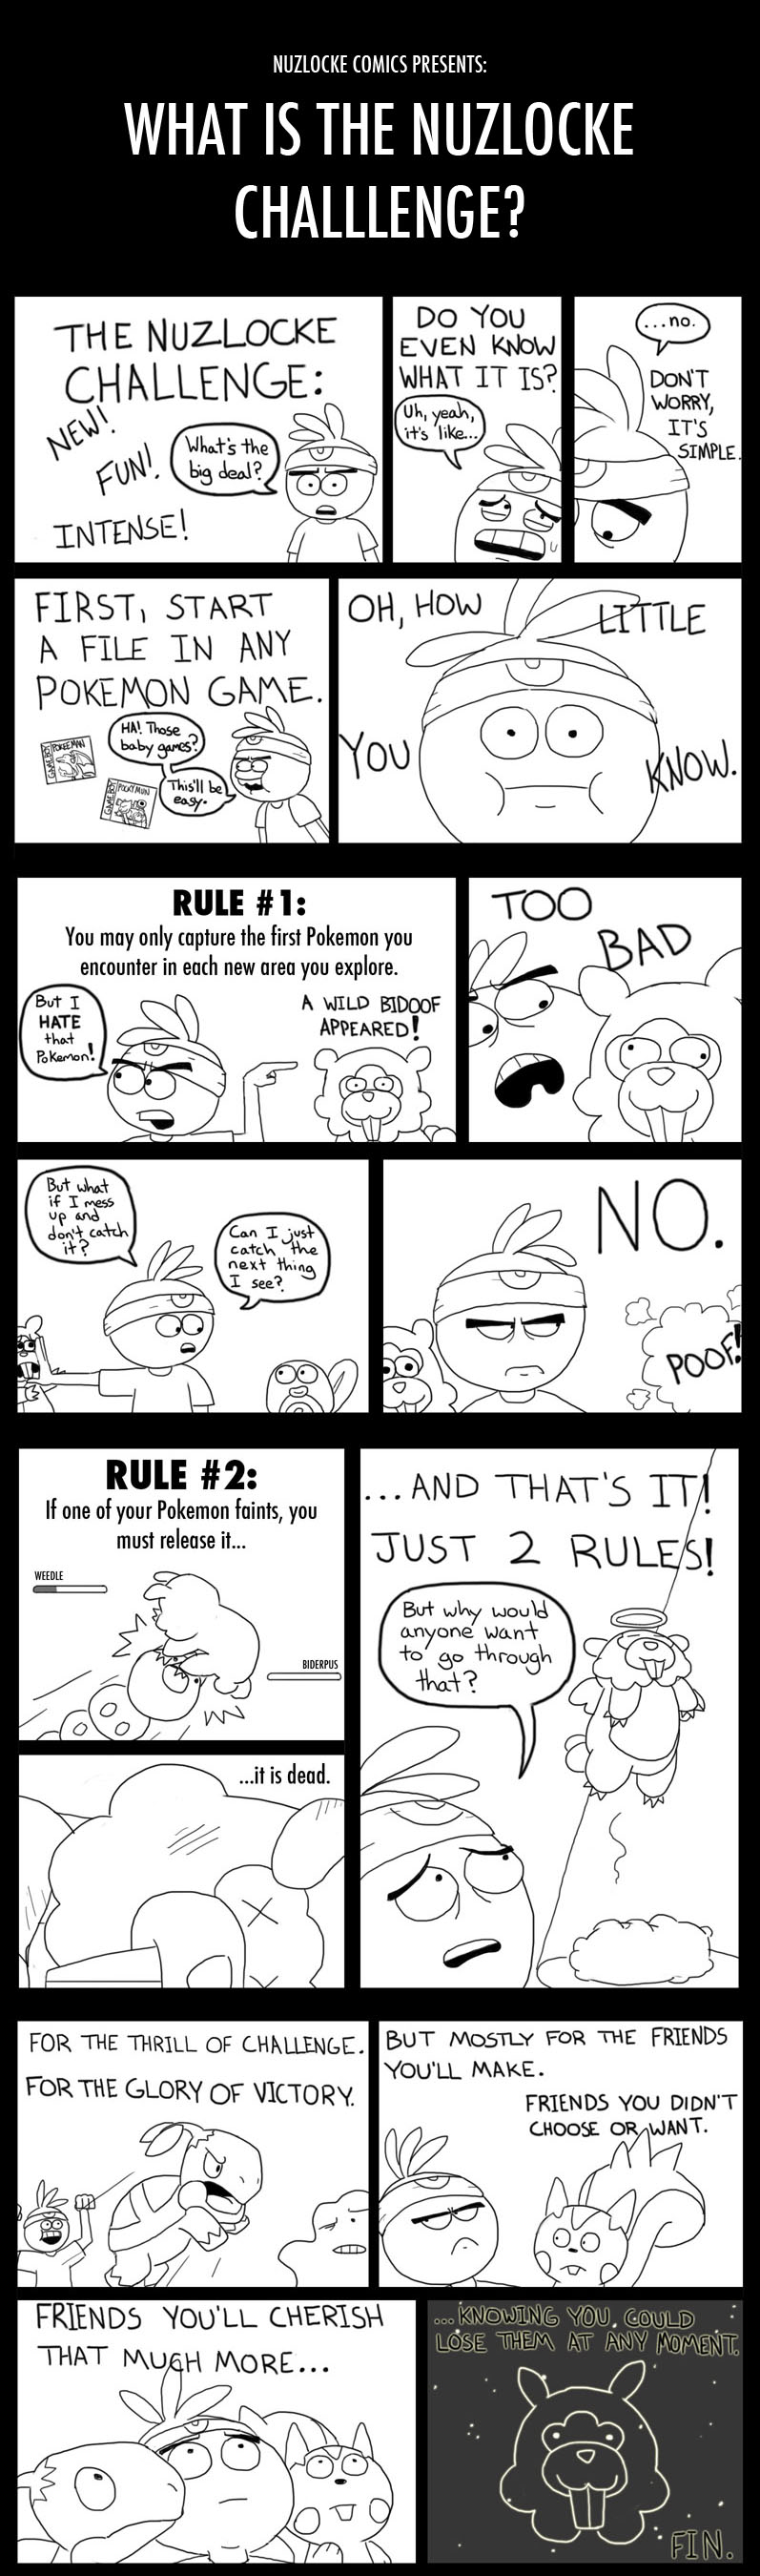 NUZLOCKE COMICS PRESENTS:
WHAT IS THE NUZLOCKE
CHALLLENGE?
THE NUZLOCKE
CHALLENGE:
NEW!
FUN!
INTENSE!
What's the
big deal?
DO YOU
EVEN KNOW
WHAT IT IS?
Uh, yeah,
it's like...
...no.
DON'T
WORRY,
IT'S
SIMPLE.
FIRST, START
A FILE IN ANY
POKEMON GAME.
GAME BOY
POKEEMAN
GAME BOY
POCKYMUN
HA! Those
baby games?
This'll be
easy.
OH, HOW
LITTLE
YOU
KNOW.
RULE #1:
You may only capture the first Pokemon you
encounter in each new area you explore.
But I
HATE
that
Pokemon!
A WILD BIDOOF
APPEARED!
TOO
BAD
But what
if I mess
up and
don't catch
it?
Can I just
catch the
next thing
I see?
NO.
POOF!
RULE #2:
If one of your Pokemon faints, you
must release it...
WEEDLE
BIDERPUS
...it is dead.
...AND THAT'S IT!
JUST 2 RULES!
But why would
anyone want
to go through
that?
FOR THE THRILL OF CHALLENGE.
FOR THE GLORY OF VICTORY.
BUT MOSTLY FOR THE FRIENDS
YOU'LL MAKE.
FRIENDS YOU DIDN'T
CHOOSE OR WANT.
FRIENDS YOU'LL CHERISH
THAT MUCH MORE...
...KNOWING YOU COULD
LOSE THEM AT ANY MOMENT.
FIN.